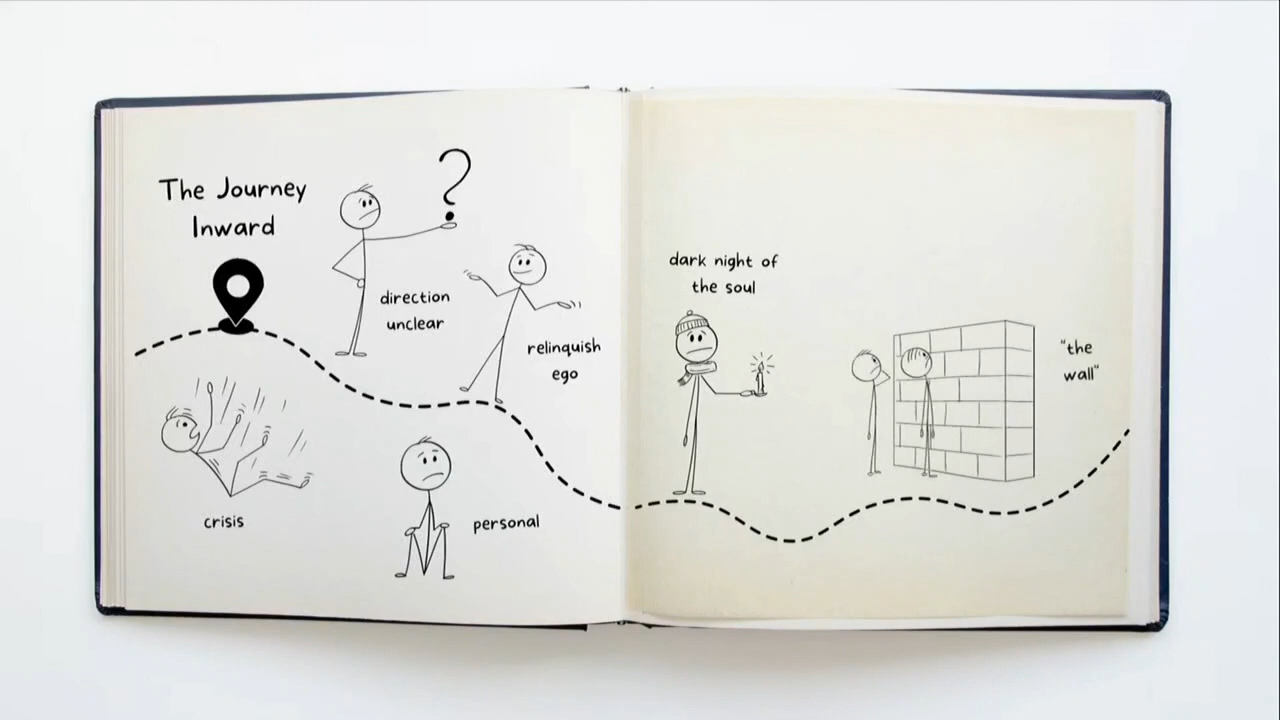 The Journey
Inward
?
direction
unclear
relinquish
ego
crisis
personal
dark night of
the soul
"the
wall"